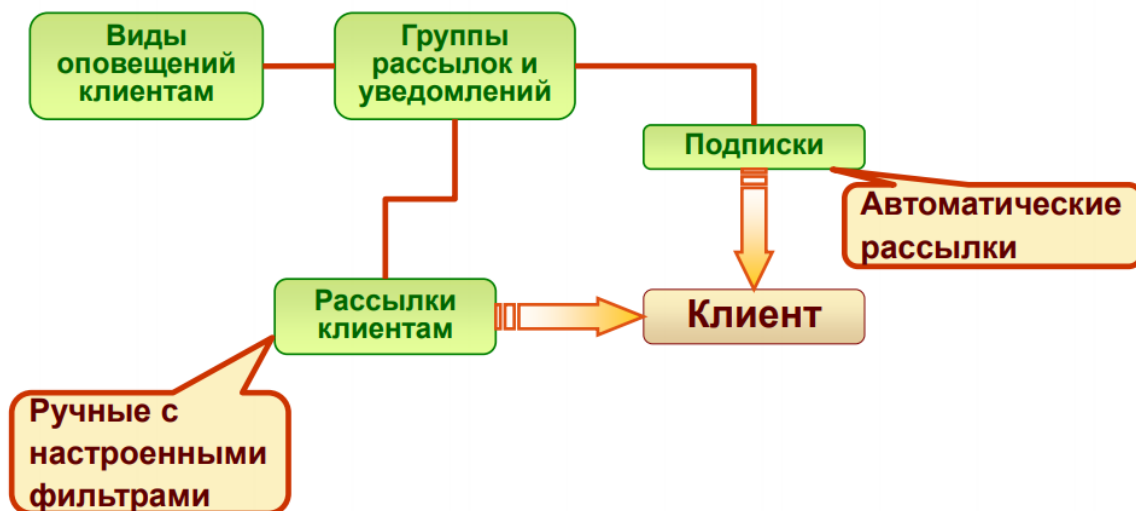 Виды
оповещений
клиентам
Группы
рассылок и
уведомлений
Подписки
Автоматические
рассылки
Рассылки
клиентам
Клиент
Ручные с
настроенными
фильтрами